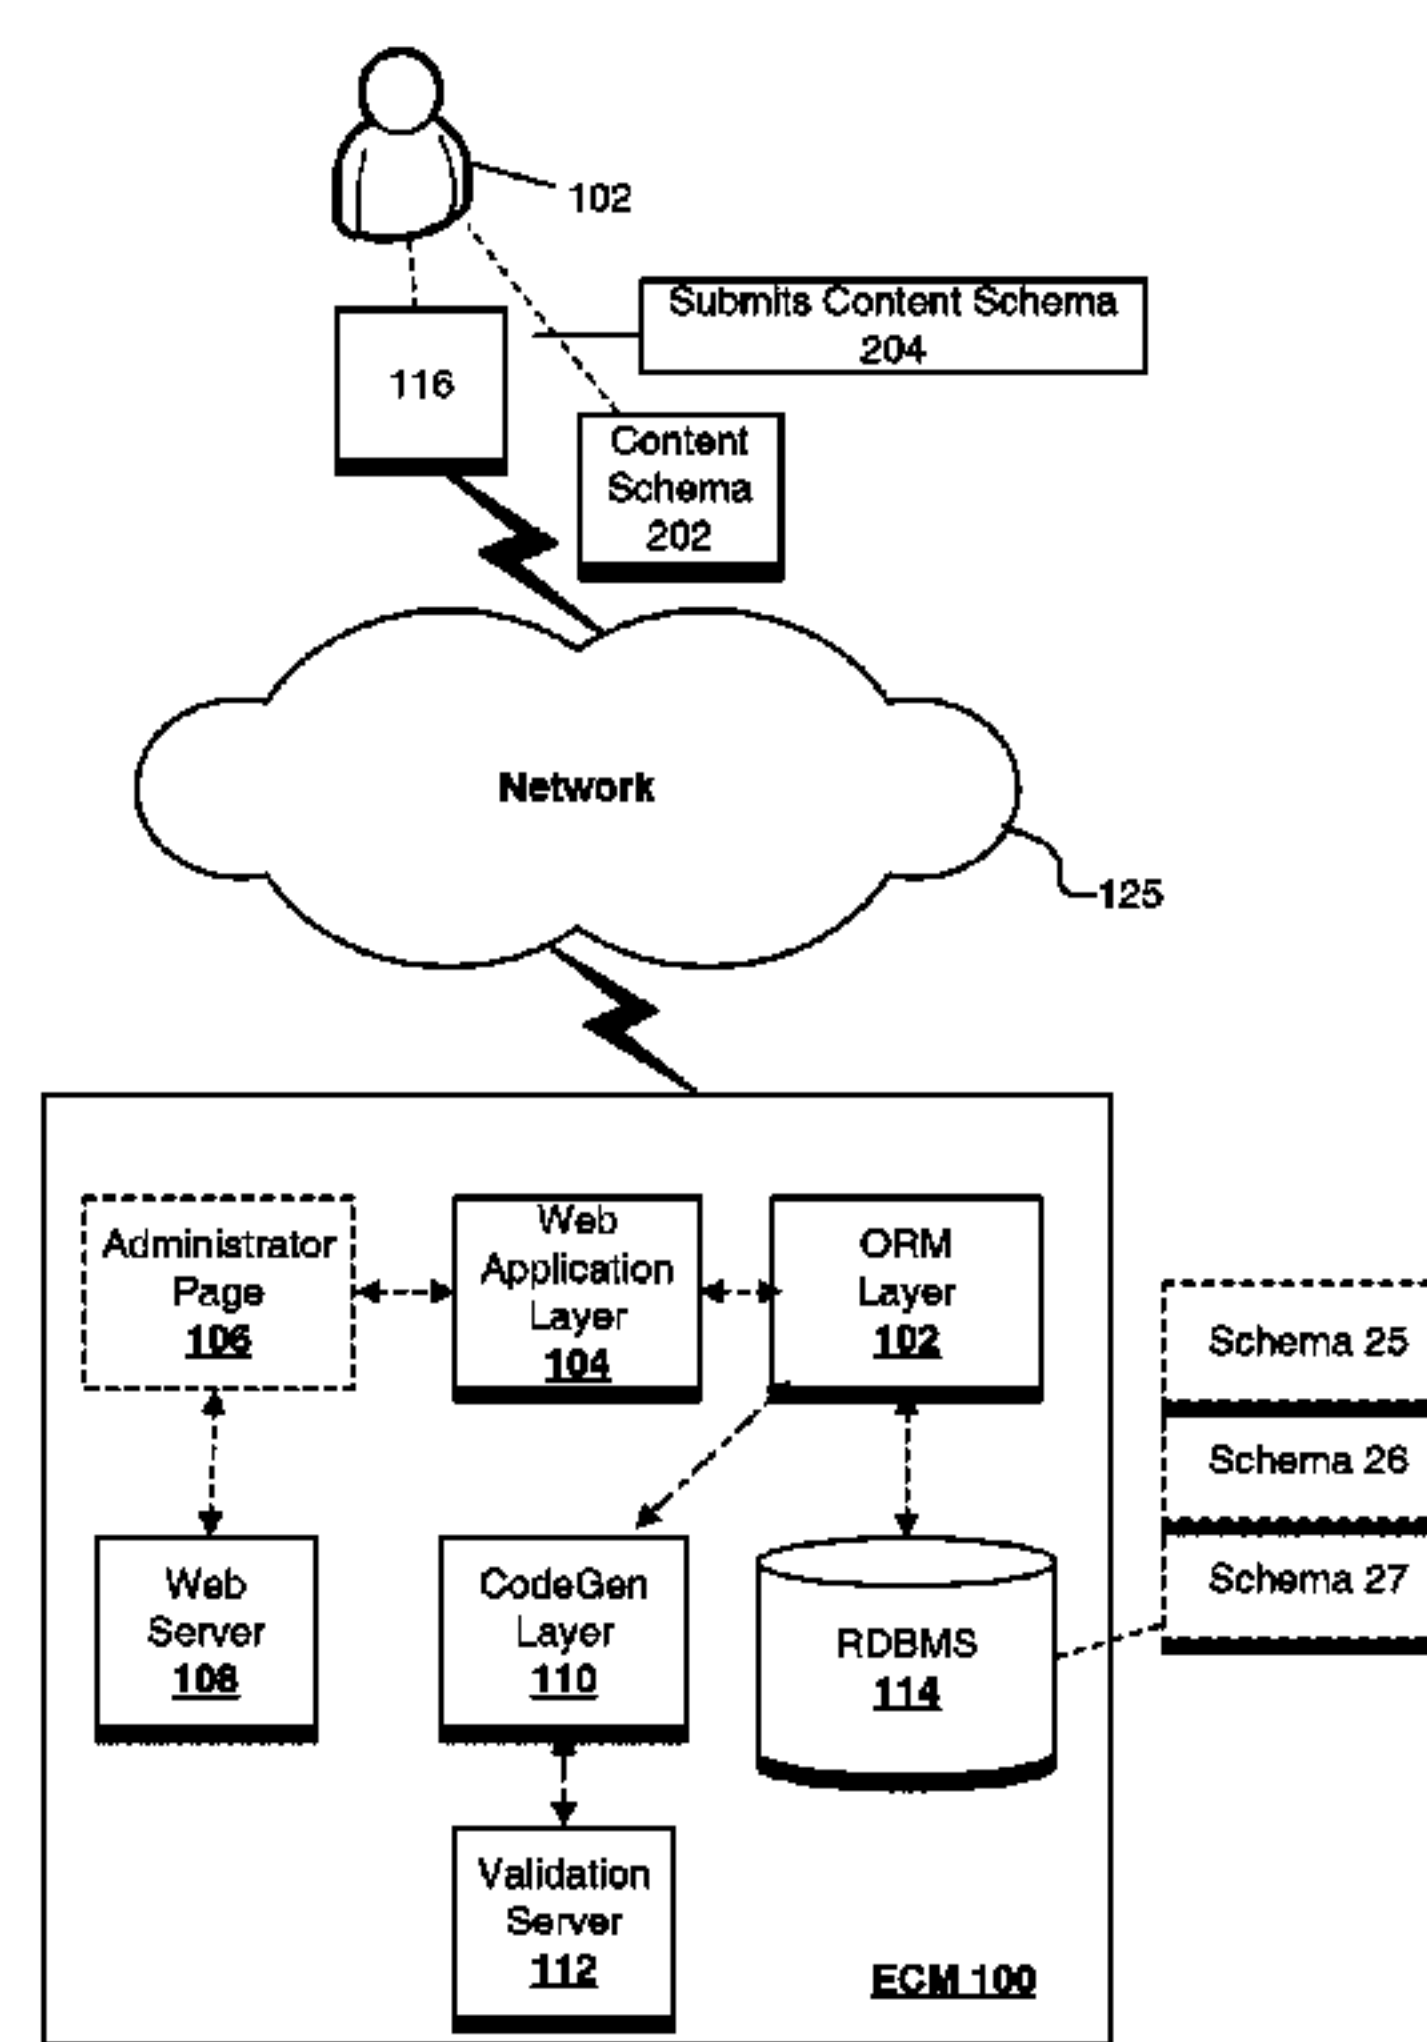 102
Submits Content Schema
204
116
Content
Schema
202
Network
125
Administrator
Page
106
Web
Application
Layer
104
ORM
Layer
102
Schema 25
Schema 26
Schema 27
Web
Server
108
CodeGen
Layer
110
RDBMS
114
Validation
Server
112
ECM 100